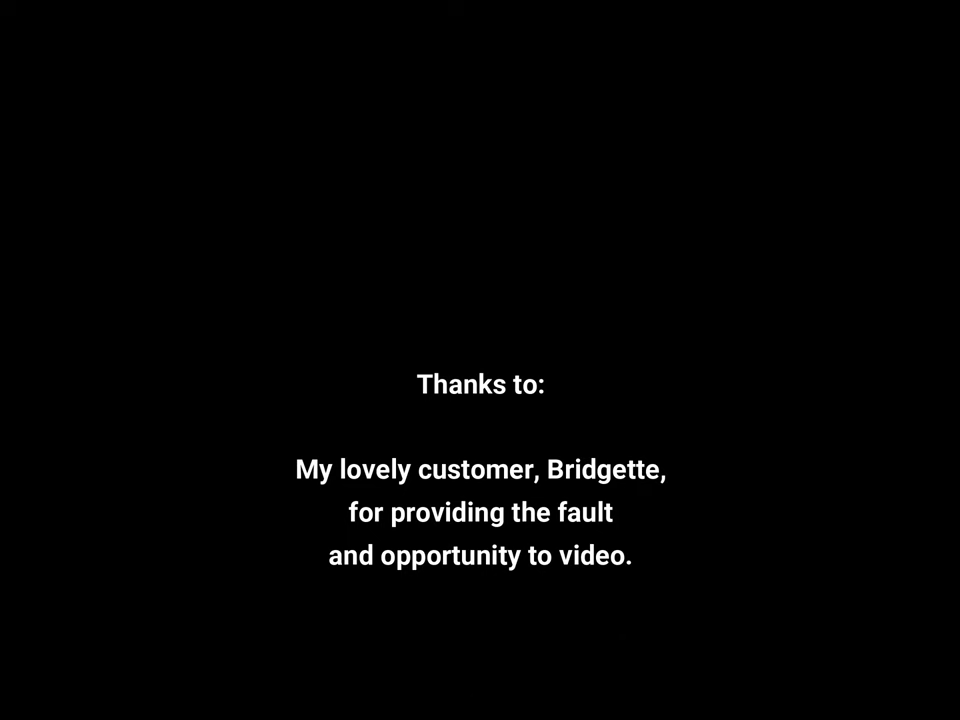 Thanks to:
My lovely customer, Bridgette,
for providing the fault
and opportunity to video.